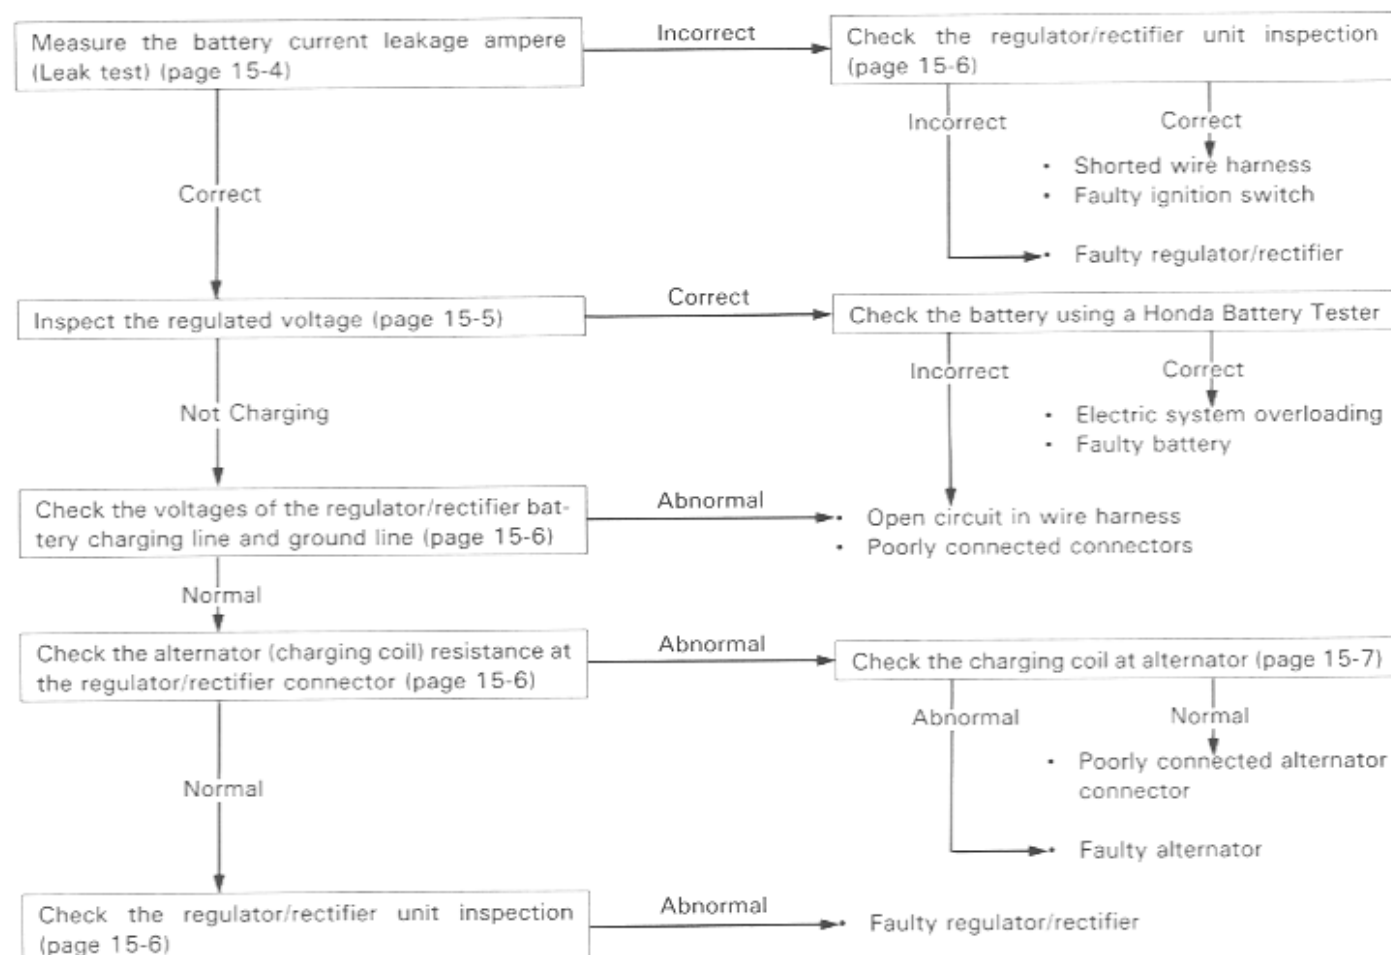 Measure the battery current leakage ampere
(Leak test) (page 15-4)
Incorrect
Check the regulator/rectifier unit inspection
(page 15-6)
Incorrect
Correct
• Shorted wire harness
• Faulty ignition switch
• Faulty regulator/rectifier
Correct
Inspect the regulated voltage (page 15-5)
Correct
Check the battery using a Honda Battery Tester
Incorrect
Correct
• Electric system overloading
• Faulty battery
Not Charging
Check the voltages of the regulator/rectifier bat-
tery charging line and ground line (page 15-6)
Abnormal
• Open circuit in wire harness
• Poorly connected connectors
Normal
Check the alternator (charging coil) resistance at
the regulator/rectifier connector (page 15-6)
Abnormal
Check the charging coil at alternator (page 15-7)
Abnormal
Normal
• Poorly connected alternator
connector
• Faulty alternator
Normal
Check the regulator/rectifier unit inspection
(page 15-6)
Abnormal
• Faulty regulator/rectifier